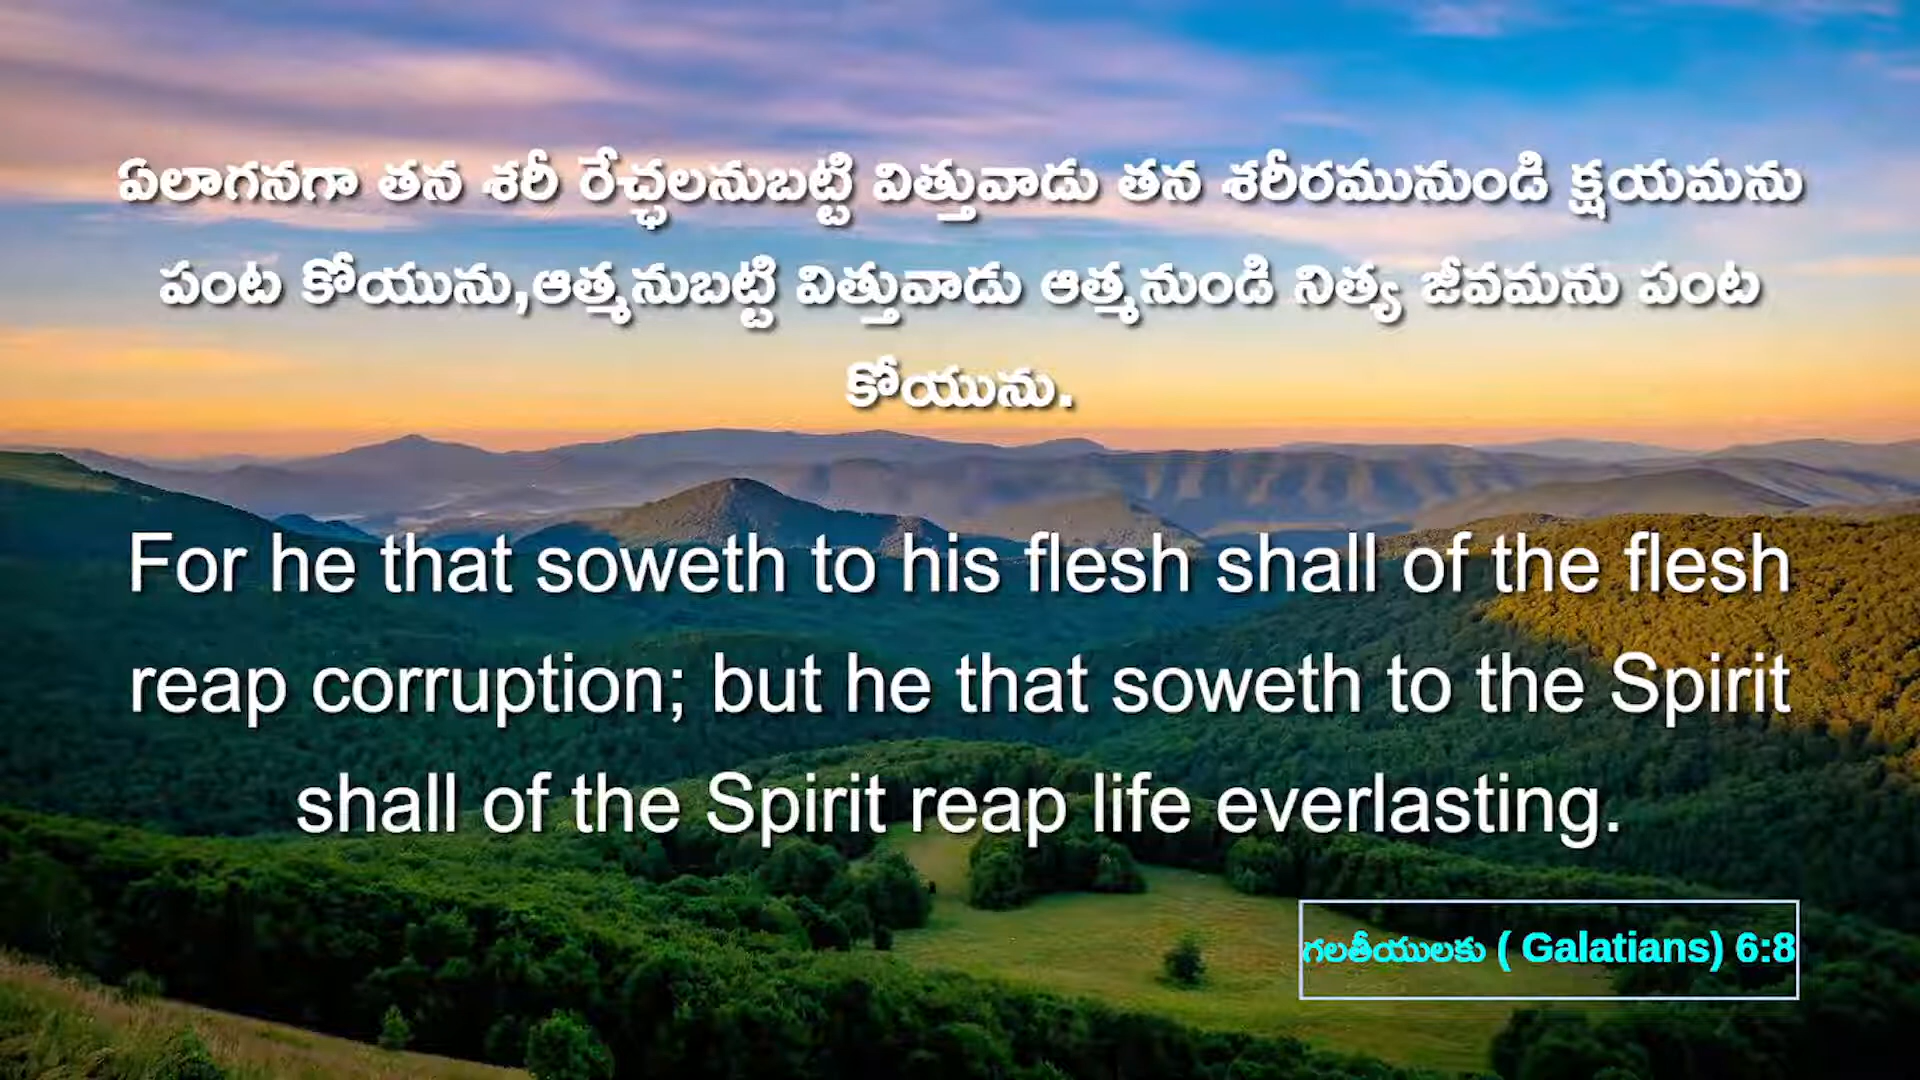 ఏలాగనగా తన శరీ రేచ్ఛలనుబట్టి విత్తువాడు తన శరీరమునుండి క్షయమను
పంట కోయును,ఆత్మనుబట్టి విత్తువాడు ఆత్మనుండి నిత్య జీవమను పంట
కోయును.
For he that soweth to his flesh shall of the flesh
reap corruption; but he that soweth to the Spirit
shall of the Spirit reap life everlasting.
గలతీయులకు ( Galatians) 6:8